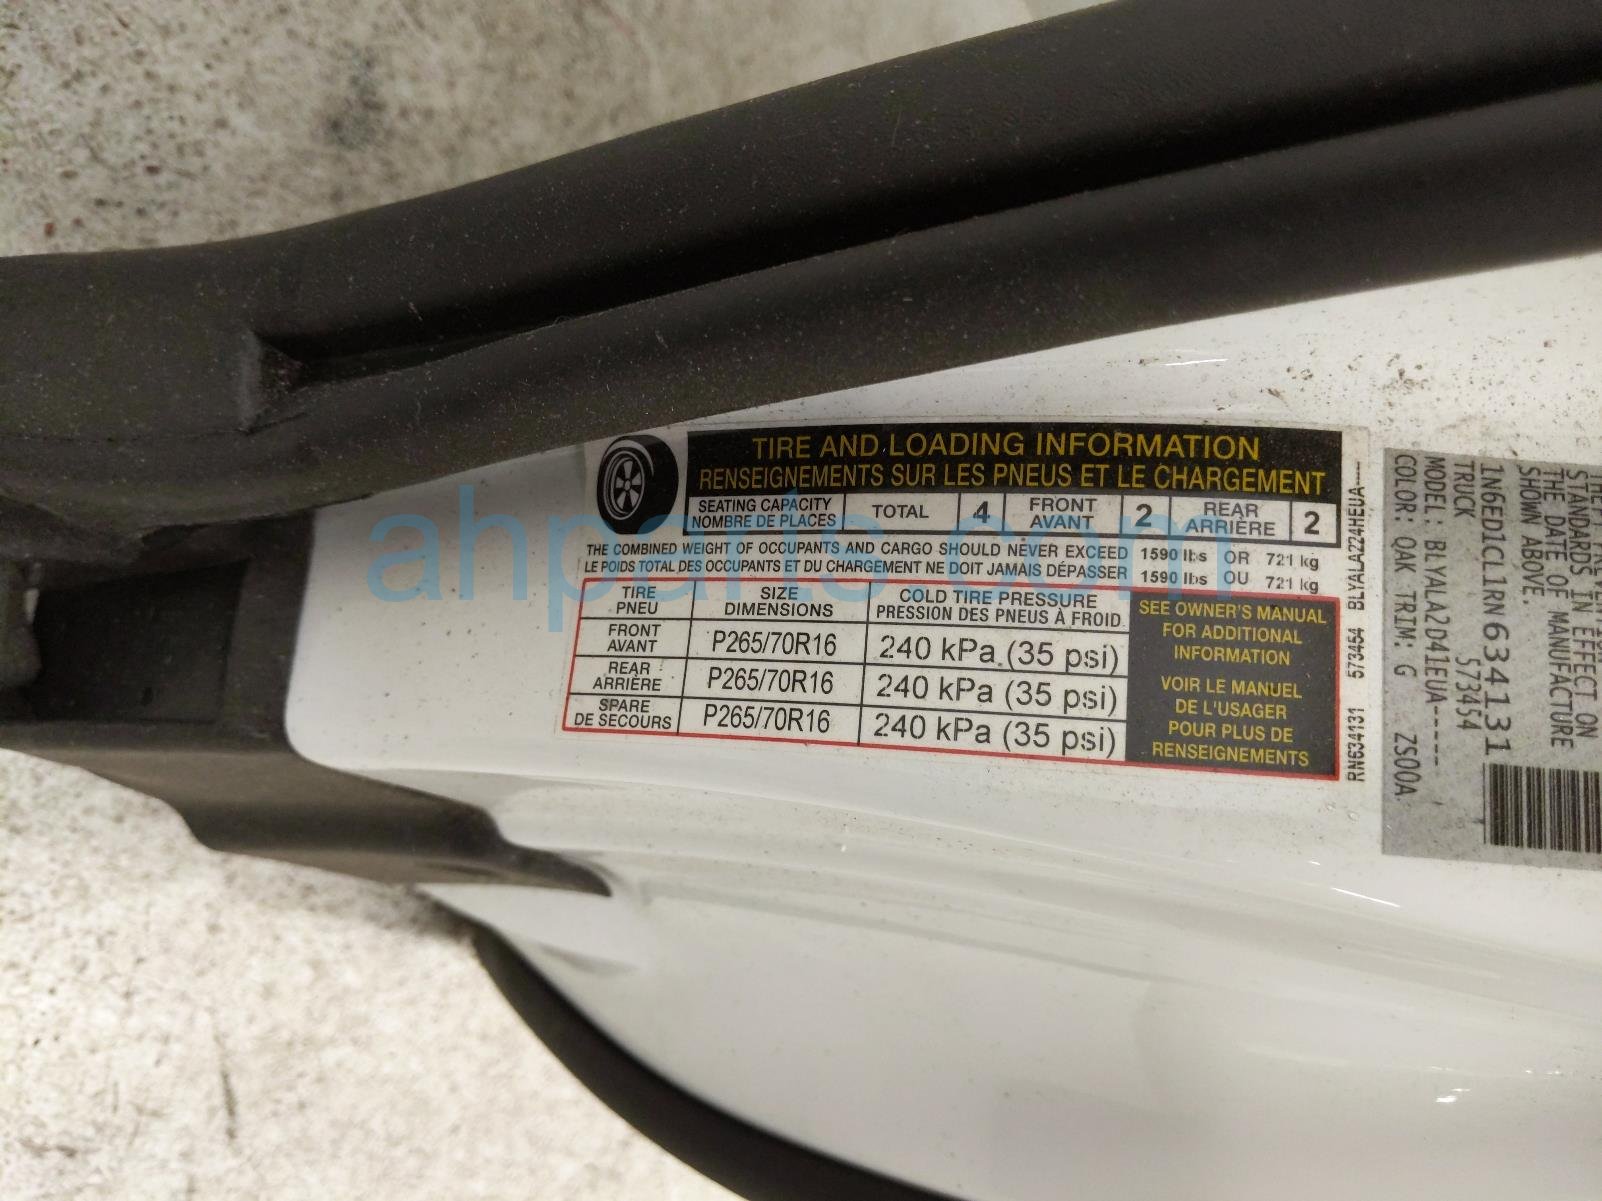 TIRE AND LOADING INFORMATION
RENSEIGNEMENTS SUR LES PNEUS ET LE CHARGEMENT
SEATING CAPACITY
NOMBRE DE PLACES
TOTAL 4
FRONT
AVANT
2
REAR
ARRIÈRE
2
THE COMBINED WEIGHT OF OCCUPANTS AND CARGO SHOULD NEVER EXCEED 1590 lbs OR 721 kg
LE POIDS TOTAL DES OCCUPANTS ET DU CHARGEMENT NE DOIT JAMAIS DÉPASSER 1590 lbs OU 721 kg
TIRE
PNEU
SIZE
DIMENSIONS
COLD TIRE PRESSURE
PRESSION DES PNEUS À FROID
FRONT
AVANT
P265/70R16
240 kPa (35 psi)
REAR
ARRIÈRE
P265/70R16
240 kPa (35 psi)
SPARE
DE SECOURS
P265/70R16
240 kPa (35 psi)
SEE OWNER'S MANUAL
FOR ADDITIONAL
INFORMATION
VOIR LE MANUEL
DE L'USAGER
POUR PLUS DE
RENSEIGNEMENTS
RN634131 573454 BLYALA224HEUA-----
STANDARDS IN EFFECT ON
THE DATE OF MANUFACTURE
SHOWN ABOVE.
1N6ED1CL1RN634131
TRUCK 573454
MODEL: BLYALA2D41EUA-----
COLOR: QAK TRIM: G ZS00A
ahparts.com